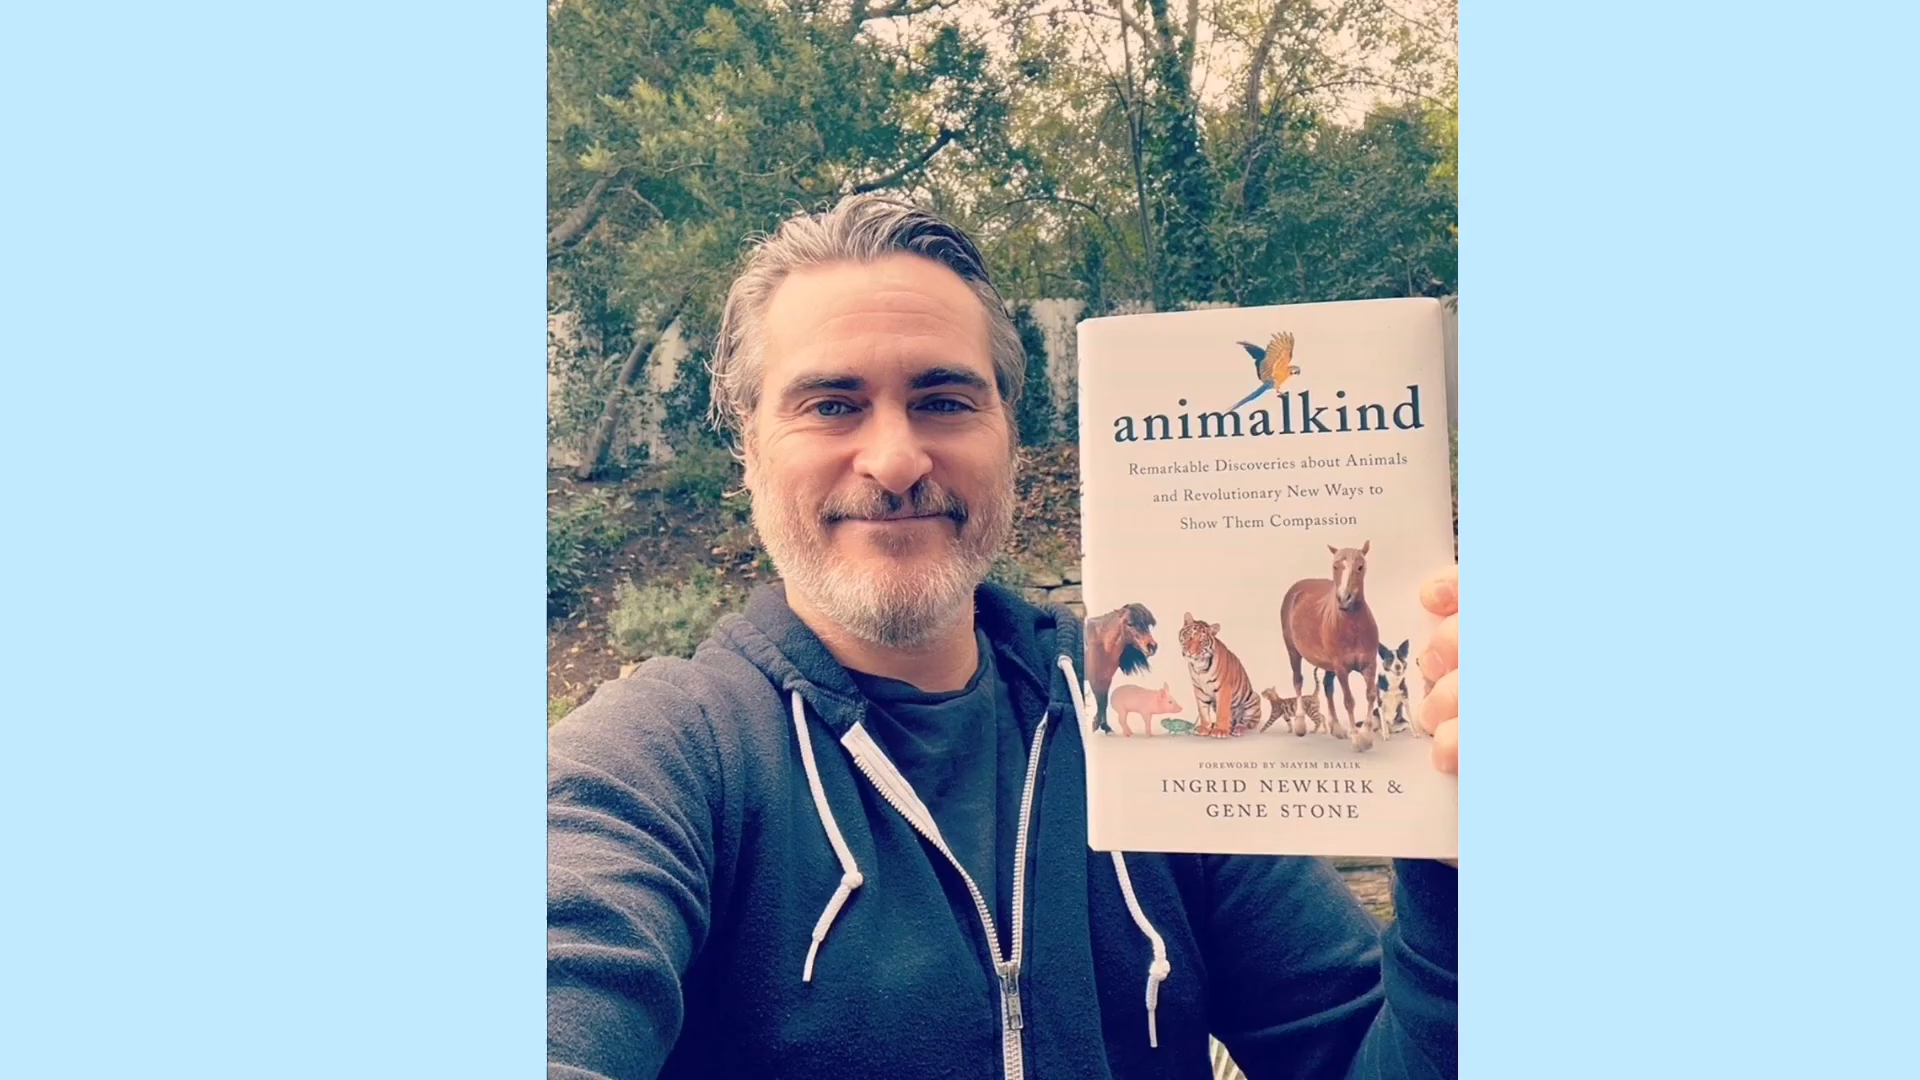 animalkind
Remarkable Discoveries about Animals
and Revolutionary New Ways to
Show Them Compassion
FOREWORD BY MAYIM BIALIK
INGRID NEWKIRK &
GENE STONE